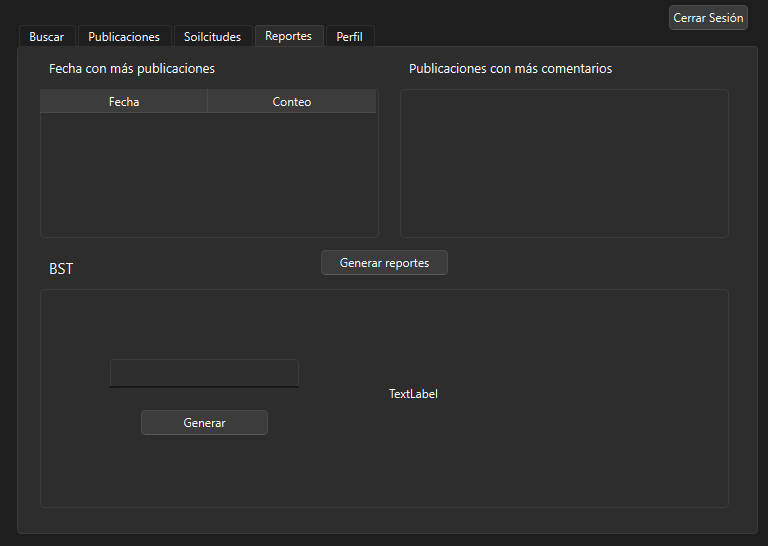 Cerrar Sesión
Buscar
Publicaciones
Soilcitudes
Reportes
Perfil
Fecha con más publicaciones
Publicaciones con más comentarios
Fecha
Conteo
Generar reportes
BST
TextLabel
Generar